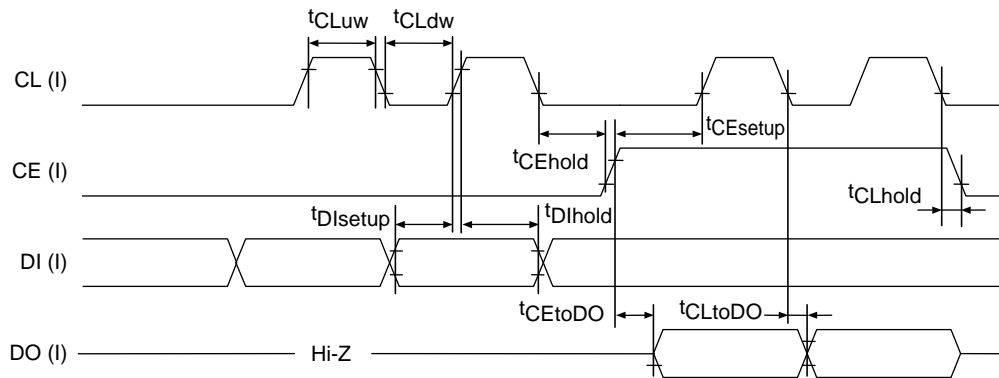 tCLuw tCLdw
CL (I)
tCEsetup
tCEhold
CE (I)
tCLhold
tDIsetup tDIhold
DI (I)
tCEtoDO tCLtoDO
DO (I) Hi-Z